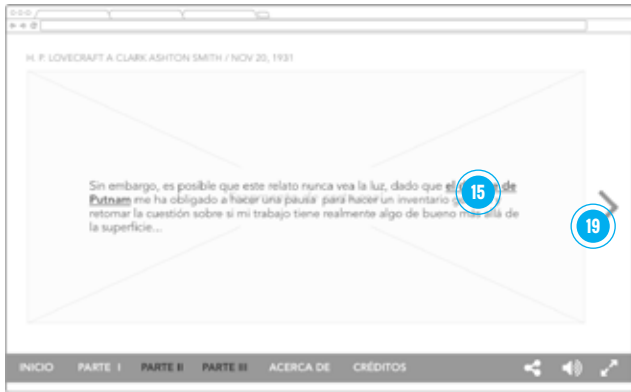 H. P. LOVECRAFT A CLARK ASHTON SMITH / NOV 20, 1931
Sin embargo, es posible que este relato nunca vea la luz, dado que el de
Putnam me ha obligado a hacer una pausa para hacer un inventario
retomar la cuestión sobre si mi trabajo tiene realmente algo de bueno más allá de
la superficie...
15
19
INICIO PARTE I PARTE II PARTE III ACERCA DE CRÉDITOS